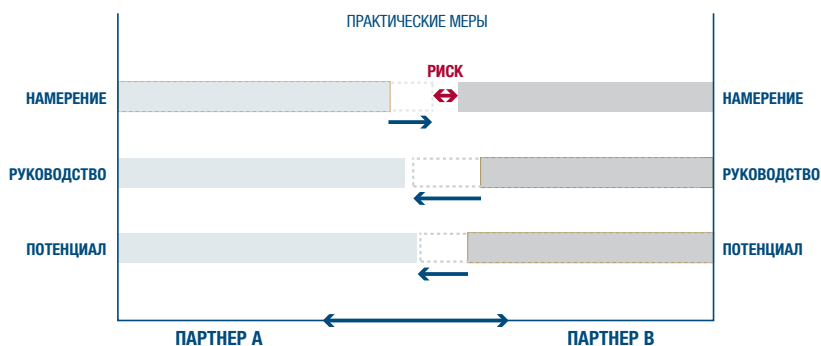 ПРАКТИЧЕСКИЕ МЕРЫ
РИСК
НАМЕРЕНИЕ
НАМЕРЕНИЕ
РУКОВОДСТВО
РУКОВОДСТВО
ПОТЕНЦИАЛ
ПОТЕНЦИАЛ
ПАРТНЕР А
ПАРТНЕР В